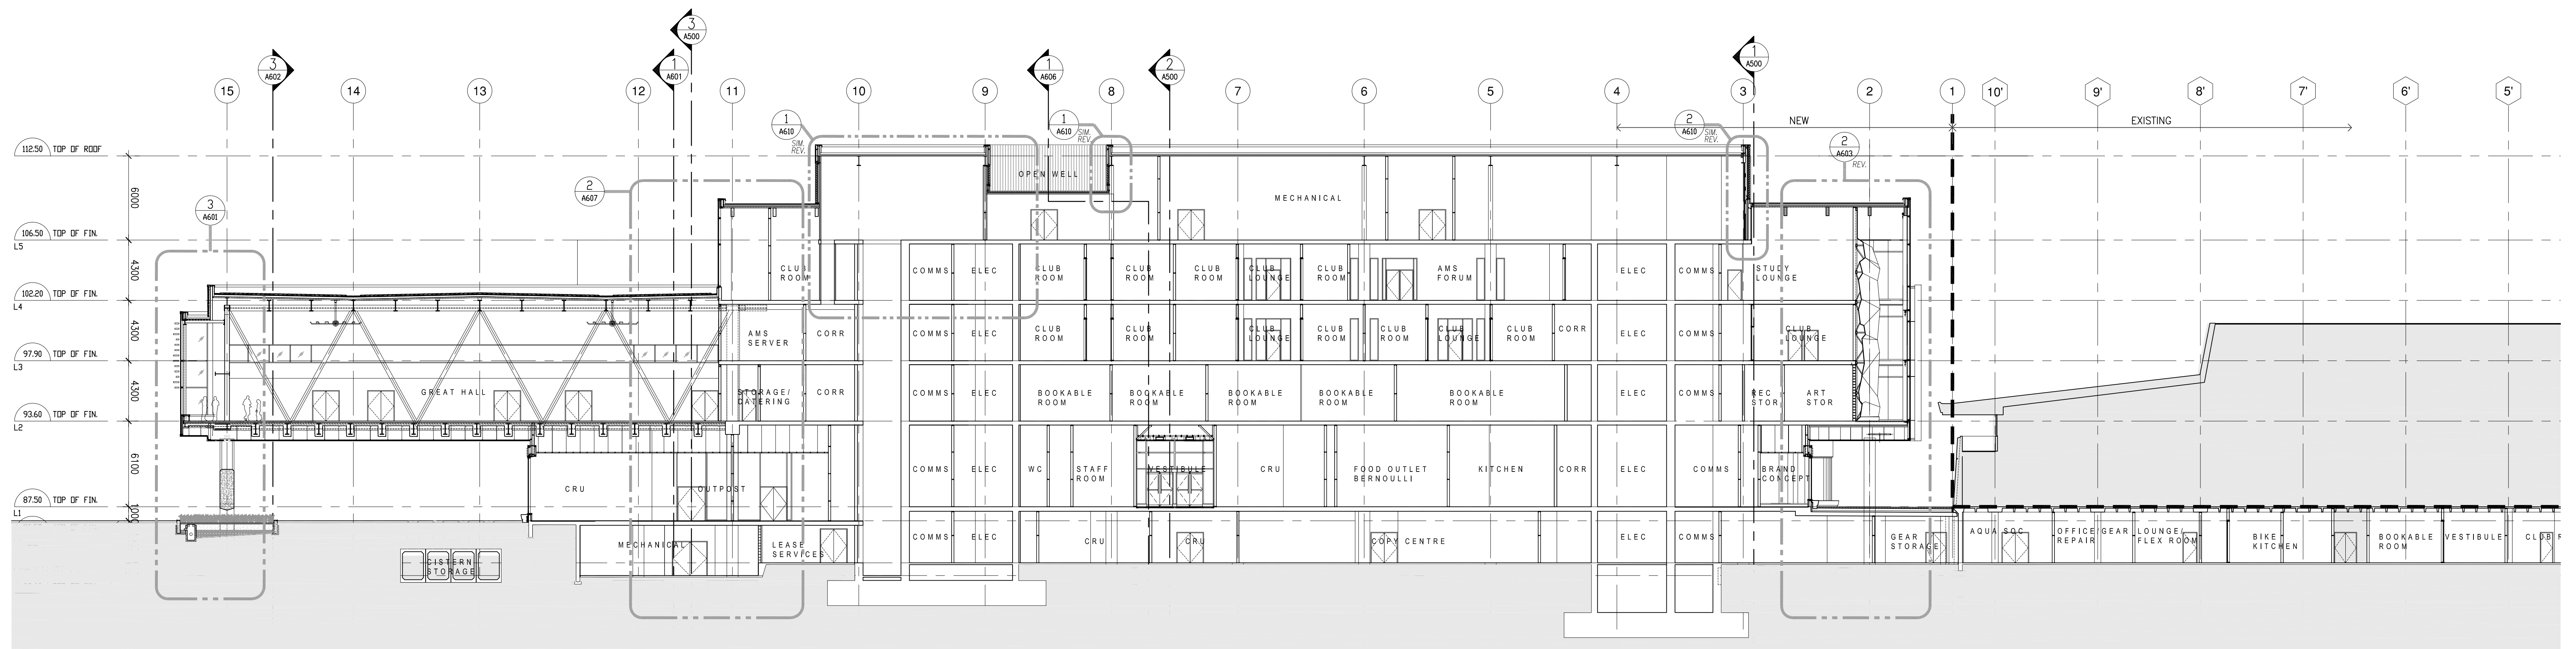 3
A500
3
A602
1
A601
1
A606
2
A500
1
A500
15
14
13
12
11
10
9
8
7
6
5
4
3
2
1
10'
9'
8'
7'
6'
5'
1
A610
SIM.
REV.
1
A610
SIM.
REV.
2
A610
SIM.
REV.
2
A603
REV.
NEW
EXISTING
112.50 TOP OF ROOF
6000
OPEN WELL
MECHANICAL
2
A607
3
A601
106.50 TOP OF FIN.
L5
4300
CLUB
ROOM
COMMS
ELEC
CLUB
ROOM
CLUB
ROOM
CLUB
ROOM
CLUB
LOUNGE
CLUB
ROOM
AMS
FORUM
ELEC
COMMS
STUDY
LOUNGE
102.20 TOP OF FIN.
L4
4300
AMS
SERVER
CORR
COMMS
ELEC
CLUB
ROOM
CLUB
ROOM
CLUB
LOUNGE
CLUB
ROOM
CLUB
ROOM
CLUB
LOUNGE
CLUB
ROOM
CORR
ELEC
COMMS
CLUB
LOUNGE
97.90 TOP OF FIN.
L3
4300
GREAT HALL
STORAGE/
CATERING
CORR
COMMS
ELEC
BOOKABLE
ROOM
BOOKABLE
ROOM
BOOKABLE
ROOM
BOOKABLE
ROOM
BOOKABLE
ROOM
ELEC
COMMS
REC
STOR
ART
STOR
93.60 TOP OF FIN.
L2
6100
CRU
OUTPOST
COMMS
ELEC
WC
STAFF
ROOM
VESTIBULE
CRU
FOOD OUTLET
BERNOULLI
KITCHEN
CORR
ELEC
COMMS
BRAND
CONCEPT
87.50 TOP OF FIN.
L1
1000
CISTERN
STORAGE
MECHANICAL
LEASE
SERVICES
COMMS
ELEC
CRU
CRU
COPY CENTRE
ELEC
COMMS
GEAR
STORAGE
AQUA SOC
OFFICE/GEAR
REPAIR
LOUNGE/
FLEX ROOM
BIKE
KITCHEN
BOOKABLE
ROOM
VESTIBULE
CLUB R